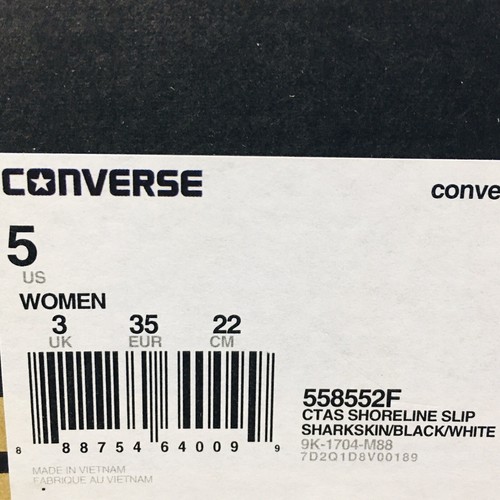 CONVERSE
conve
5
US
WOMEN
3 35 22
UK EUR CM
558552F
CTAS SHORELINE SLIP
SHARKSKIN/BLACK/WHITE
9K-1704-M88
7D2Q1D8V00189
8 88754 64009 9
MADE IN VIETNAM
FABRIQUE AU VIETNAM